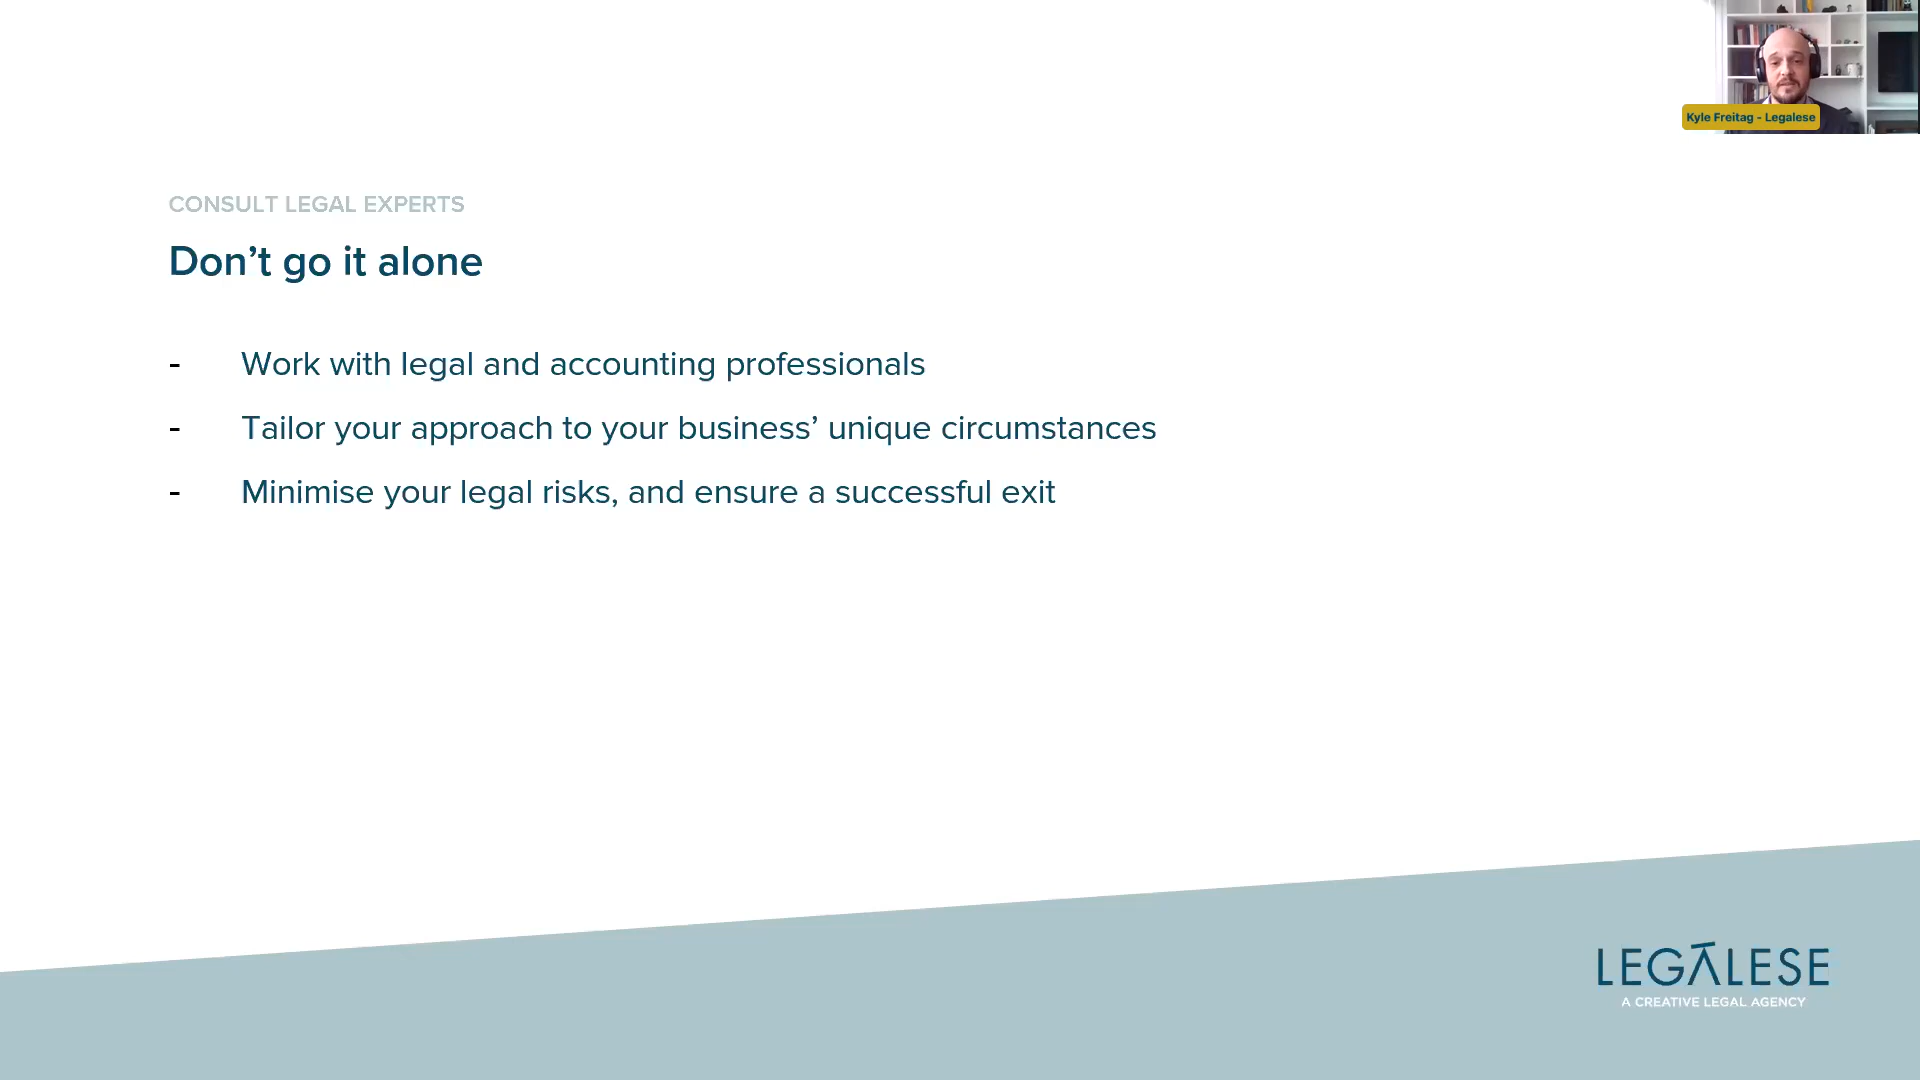 Kyle Freitag - Legalese
CONSULT LEGAL EXPERTS
Don’t go it alone
- Work with legal and accounting professionals
- Tailor your approach to your business’ unique circumstances
- Minimise your legal risks, and ensure a successful exit
LEGALESE
A CREATIVE LEGAL AGENCY